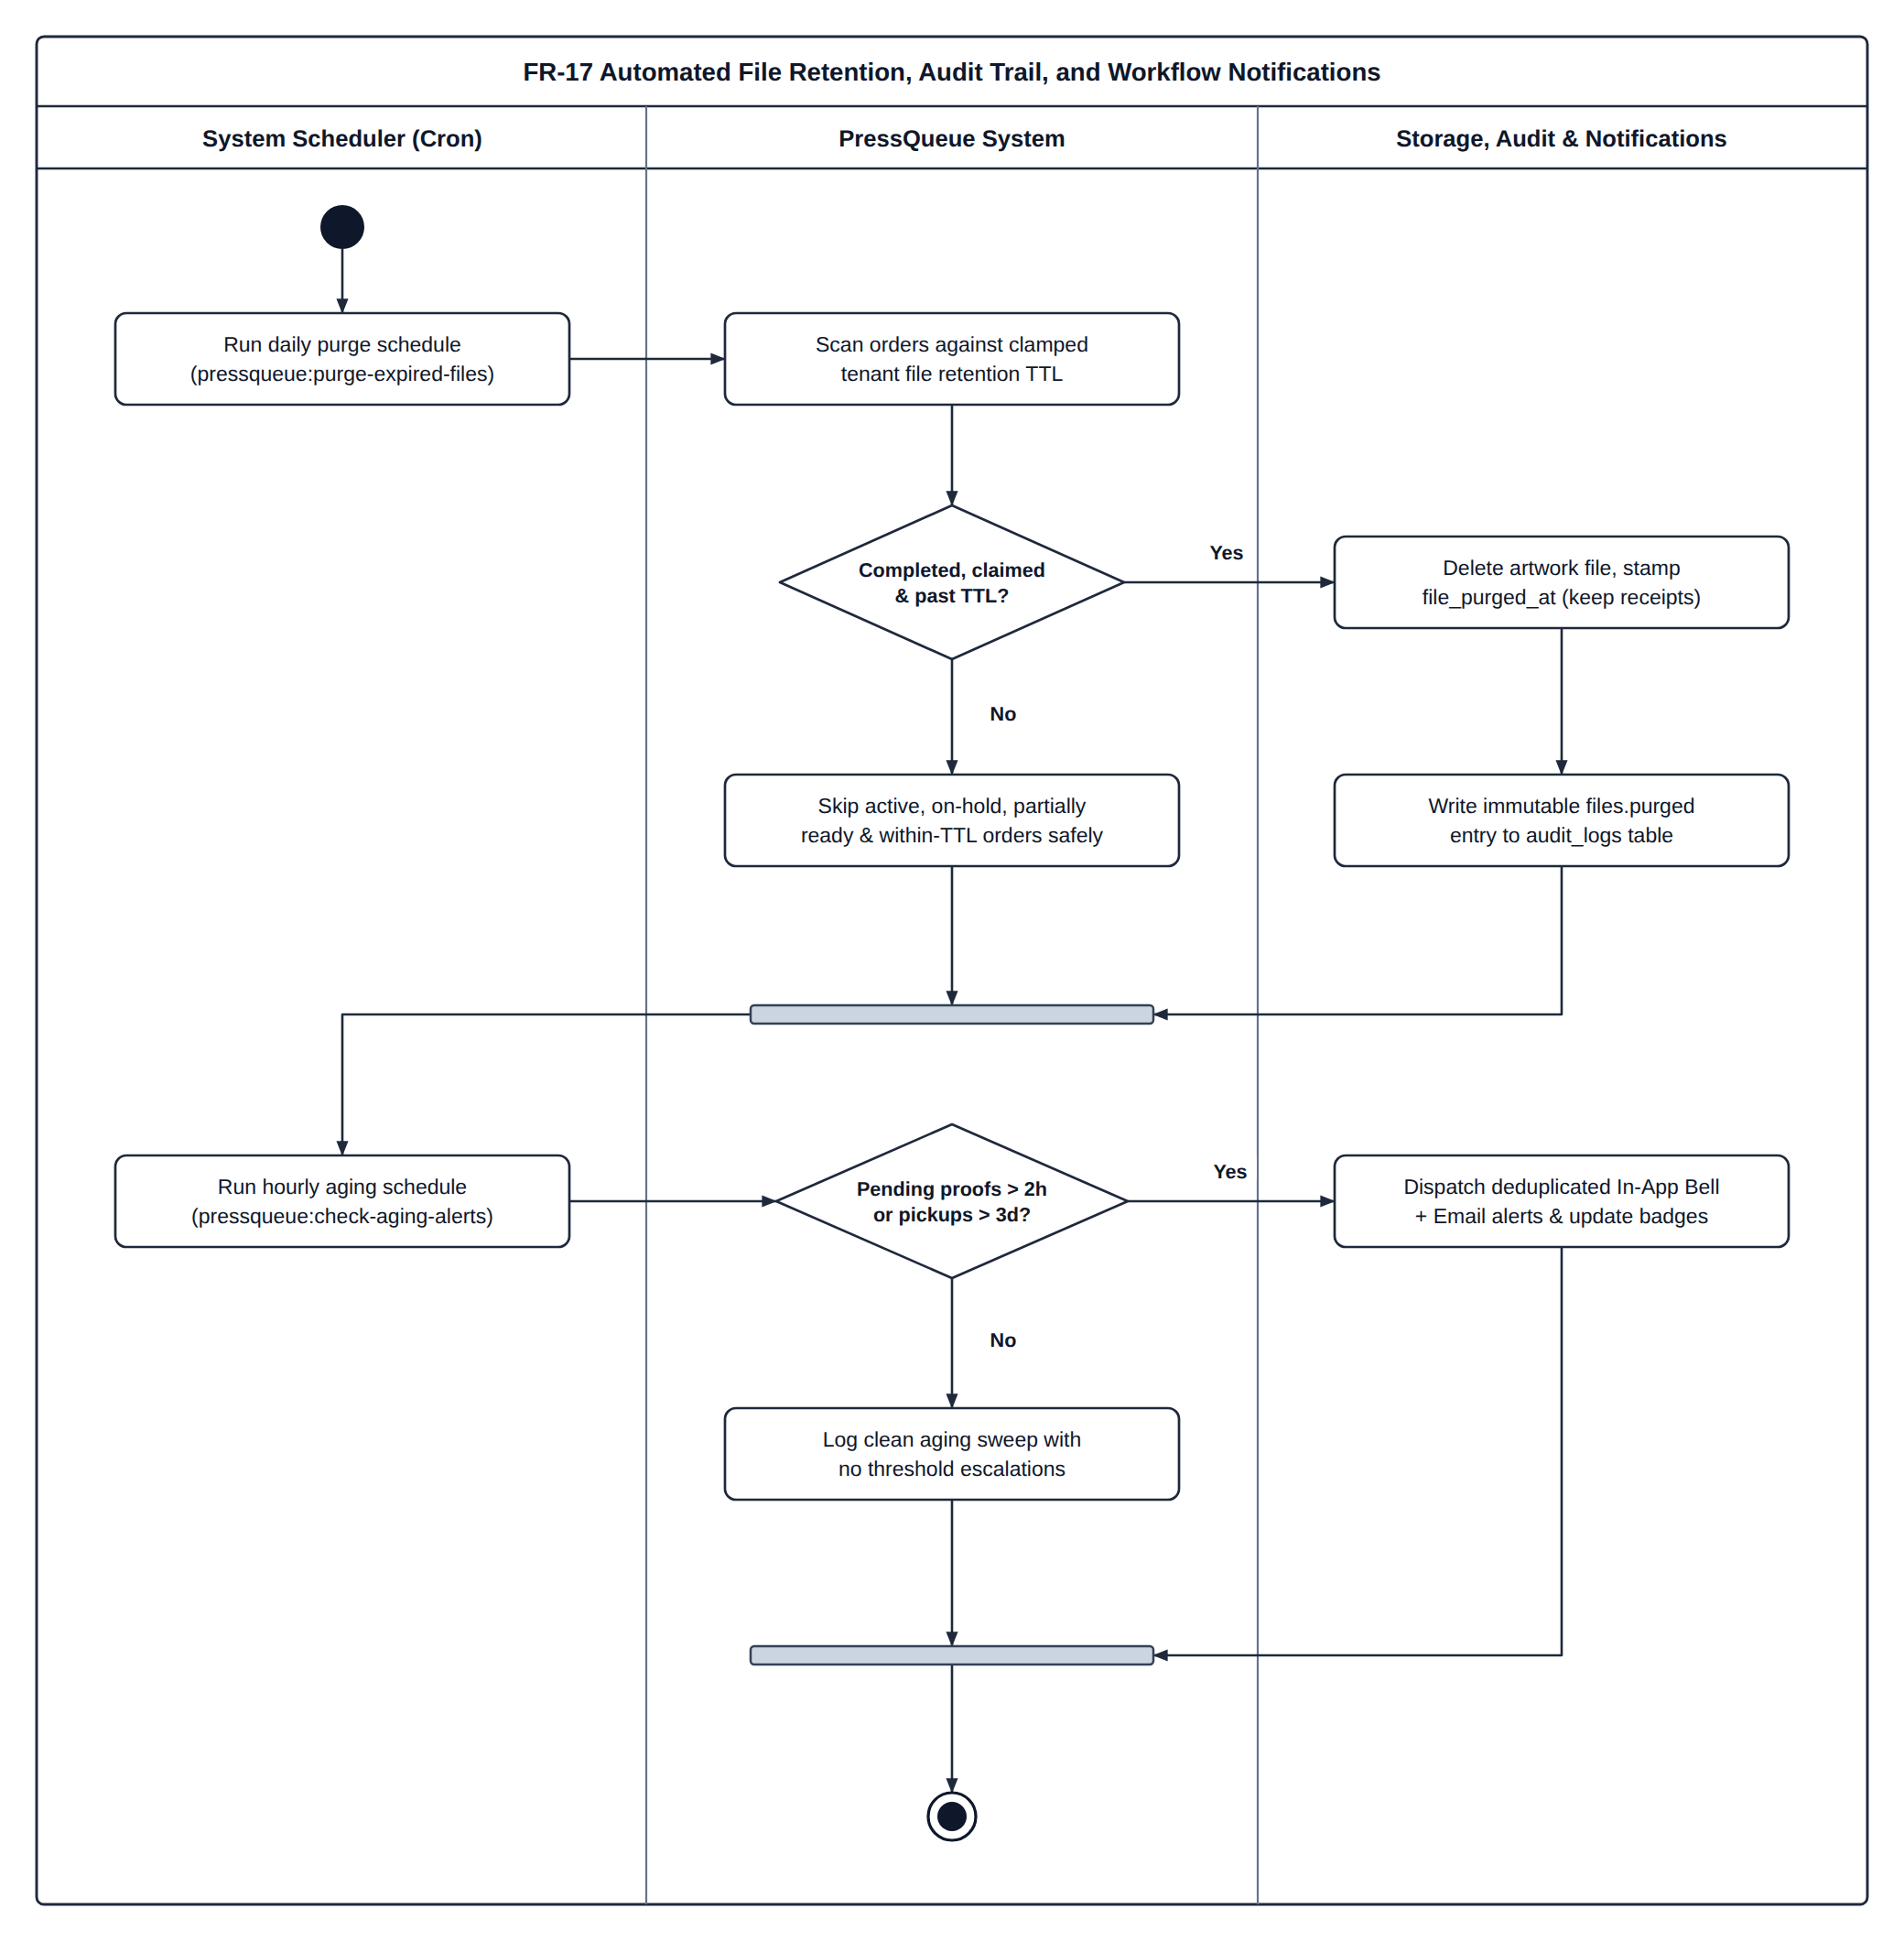 FR-17 Automated File Retention, Audit Trail, and Workflow Notifications
System Scheduler (Cron)
PressQueue System
Storage, Audit & Notifications
Run daily purge schedule
(pressqueue:purge-expired-files)
Scan orders against clamped
tenant file retention TTL
Completed, claimed
& past TTL?
Yes
Delete artwork file, stamp
file_purged_at (keep receipts)
No
Skip active, on-hold, partially
ready & within-TTL orders safely
Write immutable files.purged
entry to audit_logs table
Run hourly aging schedule
(pressqueue:check-aging-alerts)
Pending proofs > 2h
or pickups > 3d?
Yes
Dispatch deduplicated In-App Bell
+ Email alerts & update badges
No
Log clean aging sweep with
no threshold escalations